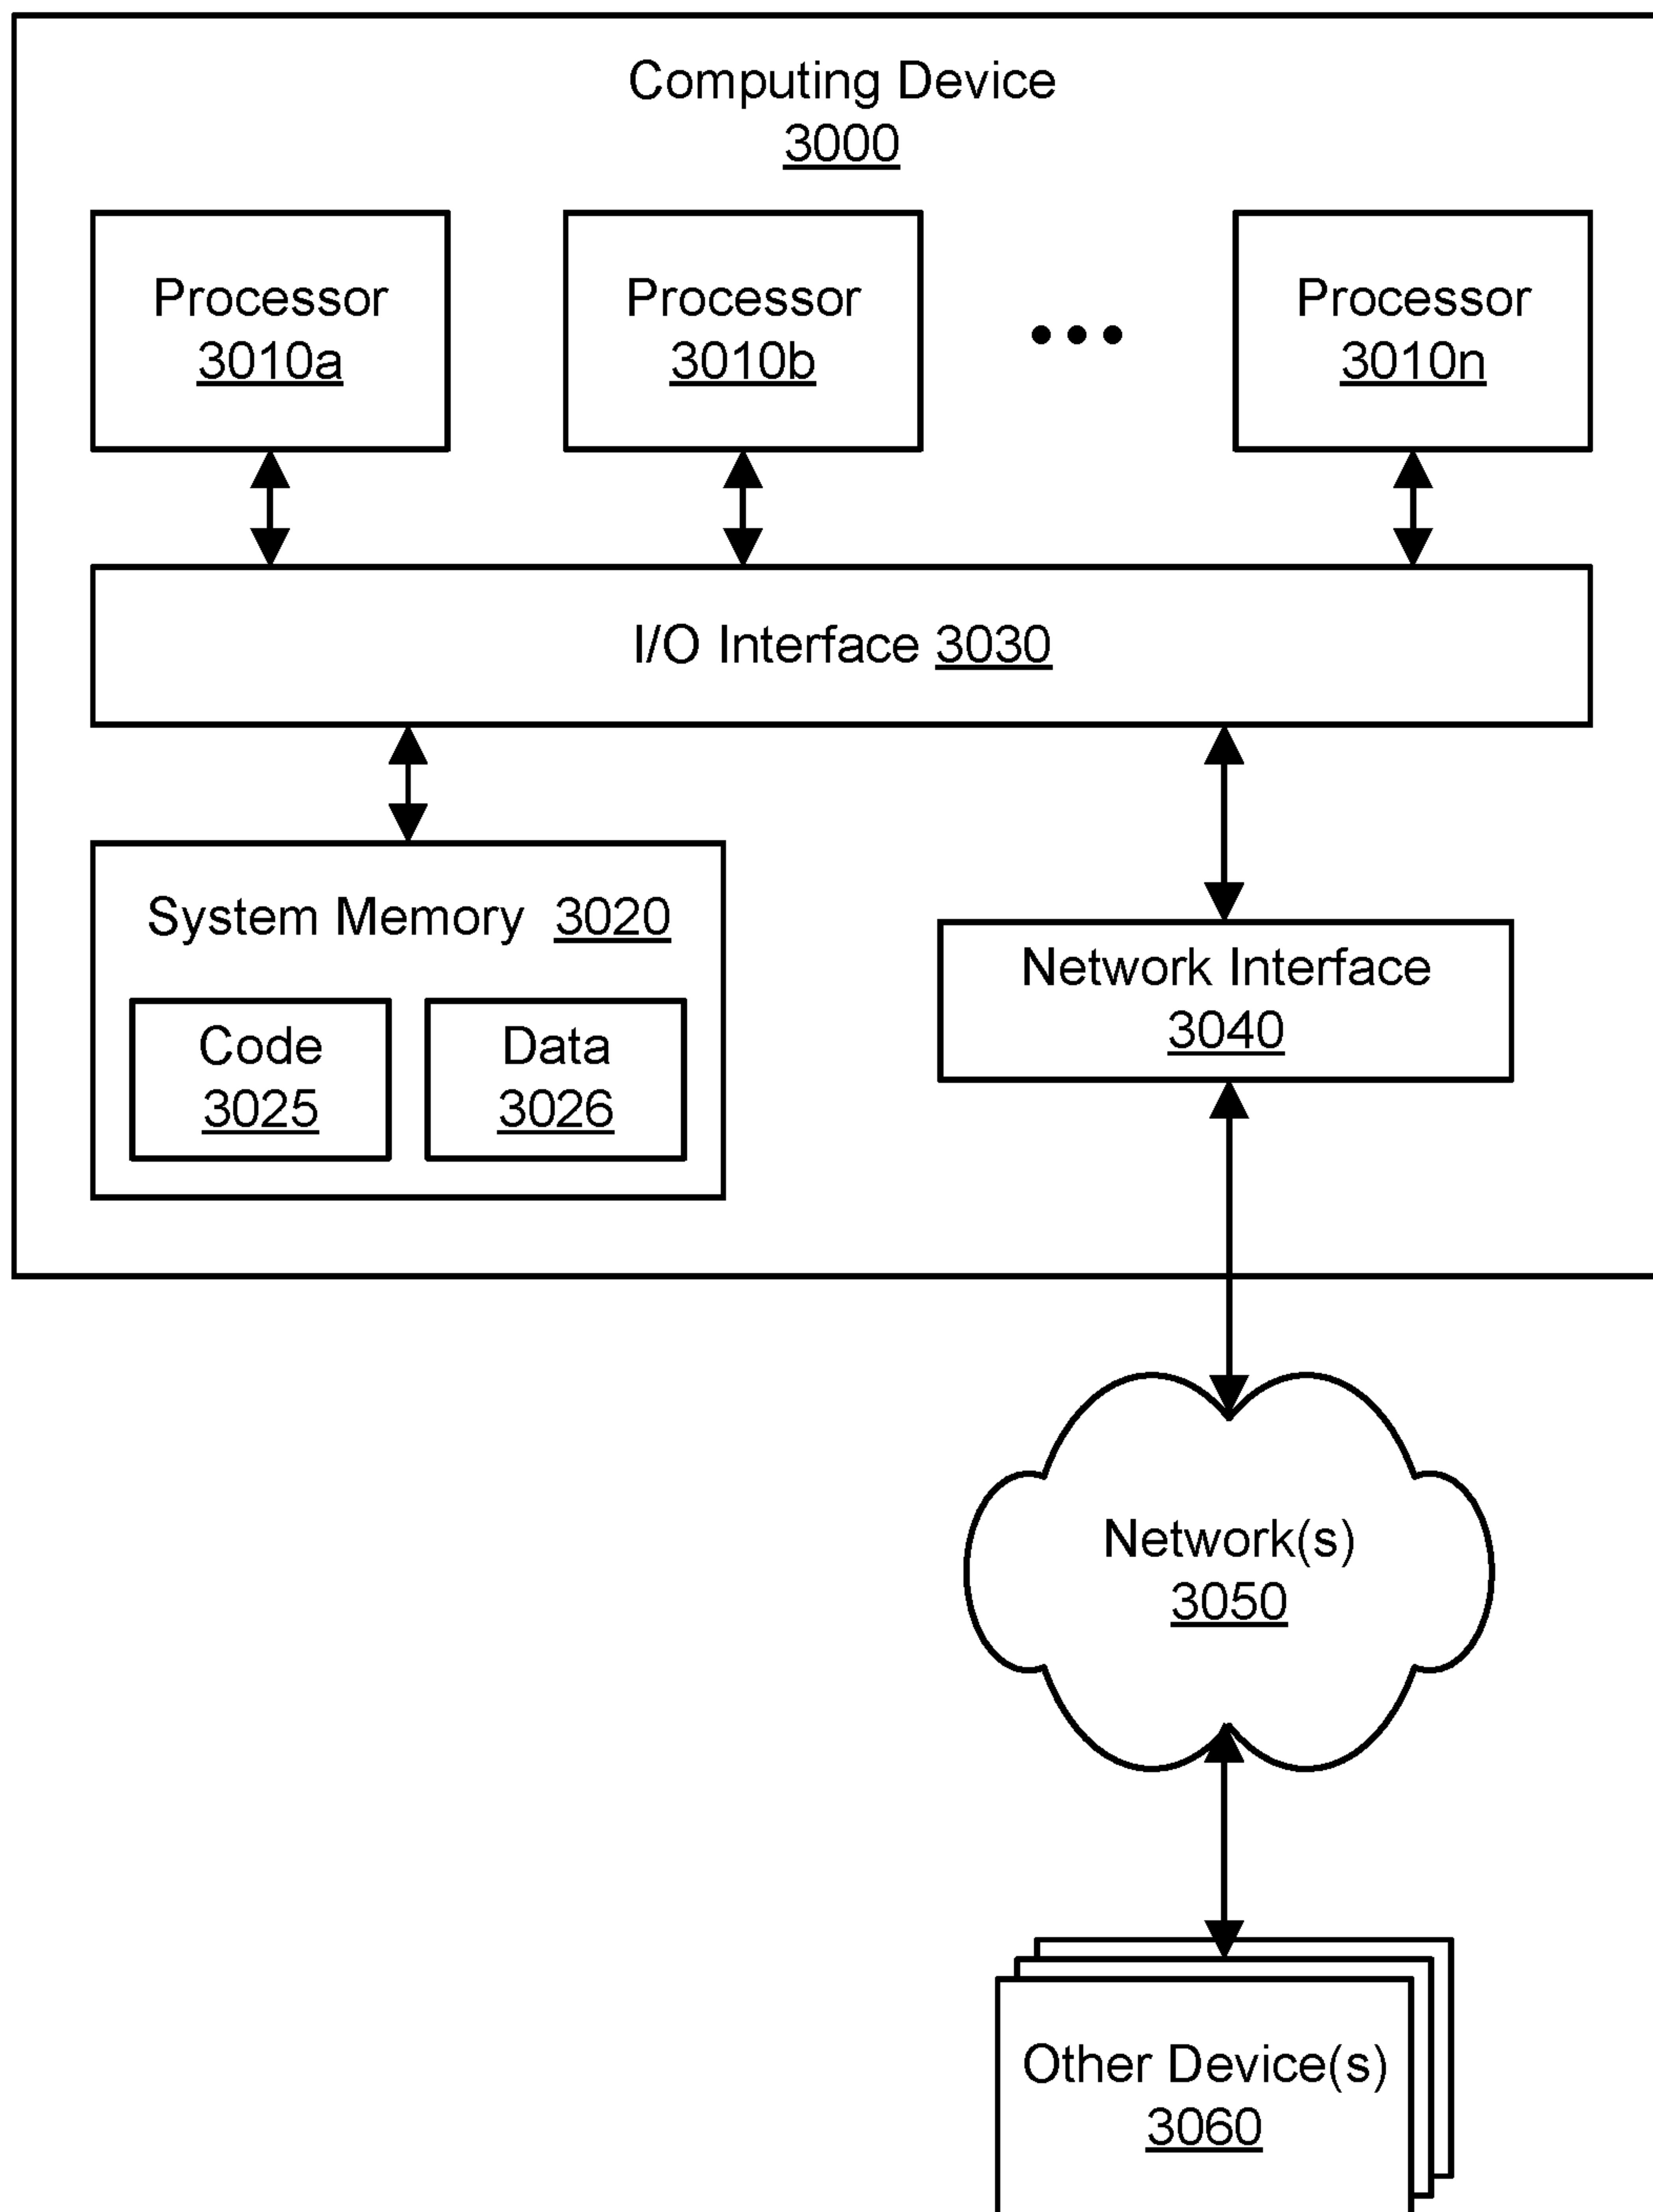 Computing Device
3000
Processor
3010a
Processor
3010b
Processor
3010n
I/O Interface 3030
System Memory 3020
Code
3025
Data
3026
Network Interface
3040
Network(s)
3050
Other Device(s)
3060